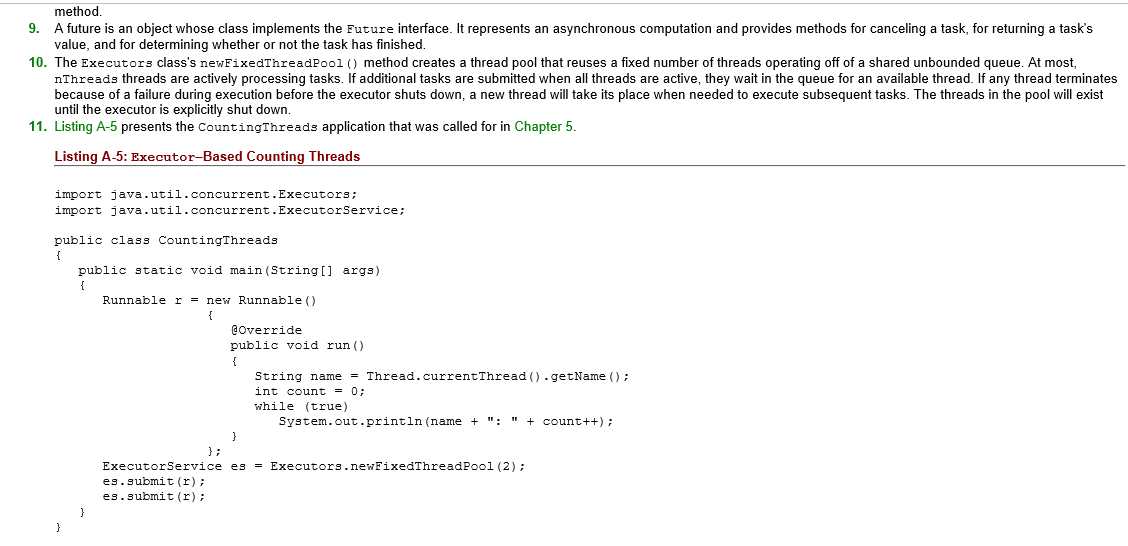 method.
9. A future is an object whose class implements the Future interface. It represents an asynchronous computation and provides methods for canceling a task, for returning a task's
value, and for determining whether or not the task has finished.
10. The Executors class's newFixedThreadPool() method creates a thread pool that reuses a fixed number of threads operating off of a shared unbounded queue. At most,
nThreads threads are actively processing tasks. If additional tasks are submitted when all threads are active, they wait in the queue for an available thread. If any thread terminates
because of a failure during execution before the executor shuts down, a new thread will take its place when needed to execute subsequent tasks. The threads in the pool will exist
until the executor is explicitly shut down.
11. Listing A-5 presents the CountingThreads application that was called for in Chapter 5.
Listing A-5: Executor–Based Counting Threads
import java.util.concurrent.Executors;
import java.util.concurrent.ExecutorService;
public class CountingThreads
{
public static void main(String[] args)
{
Runnable r = new Runnable()
{
@Override
public void run()
{
String name = Thread.currentThread().getName();
int count = 0;
while (true)
System.out.println(name + ": " + count++);
}
};
ExecutorService es = Executors.newFixedThreadPool(2);
es.submit(r);
es.submit(r);
}
}